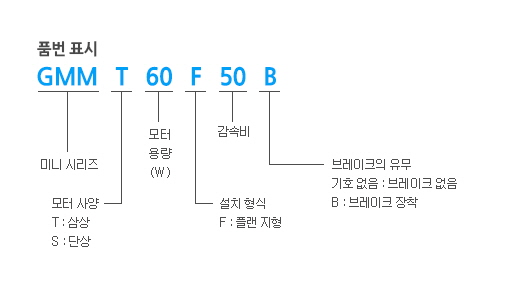 품번 표시
GMM T 60 F 50 B
모터
용량
(W)
감속비
미니 시리즈
브레이크의 유무
기호 없음 : 브레이크 없음
B : 브레이크 장착
모터 사양
T : 삼상
S : 단상
설치 형식
F : 플랜 지형